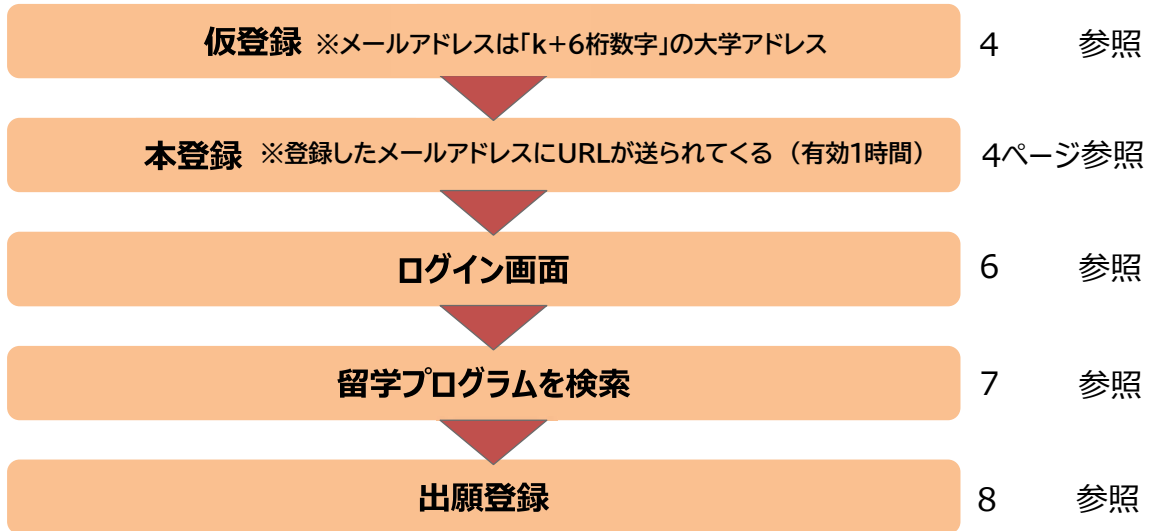 仮登録 ※メールアドレスは「k+6桁数字」の大学アドレス 4 参照
本登録 ※登録したメールアドレスにURLが送られてくる (有効1時間) 4ページ参照
ログイン画面 6 参照
留学プログラムを検索 7 参照
出願登録 8 参照